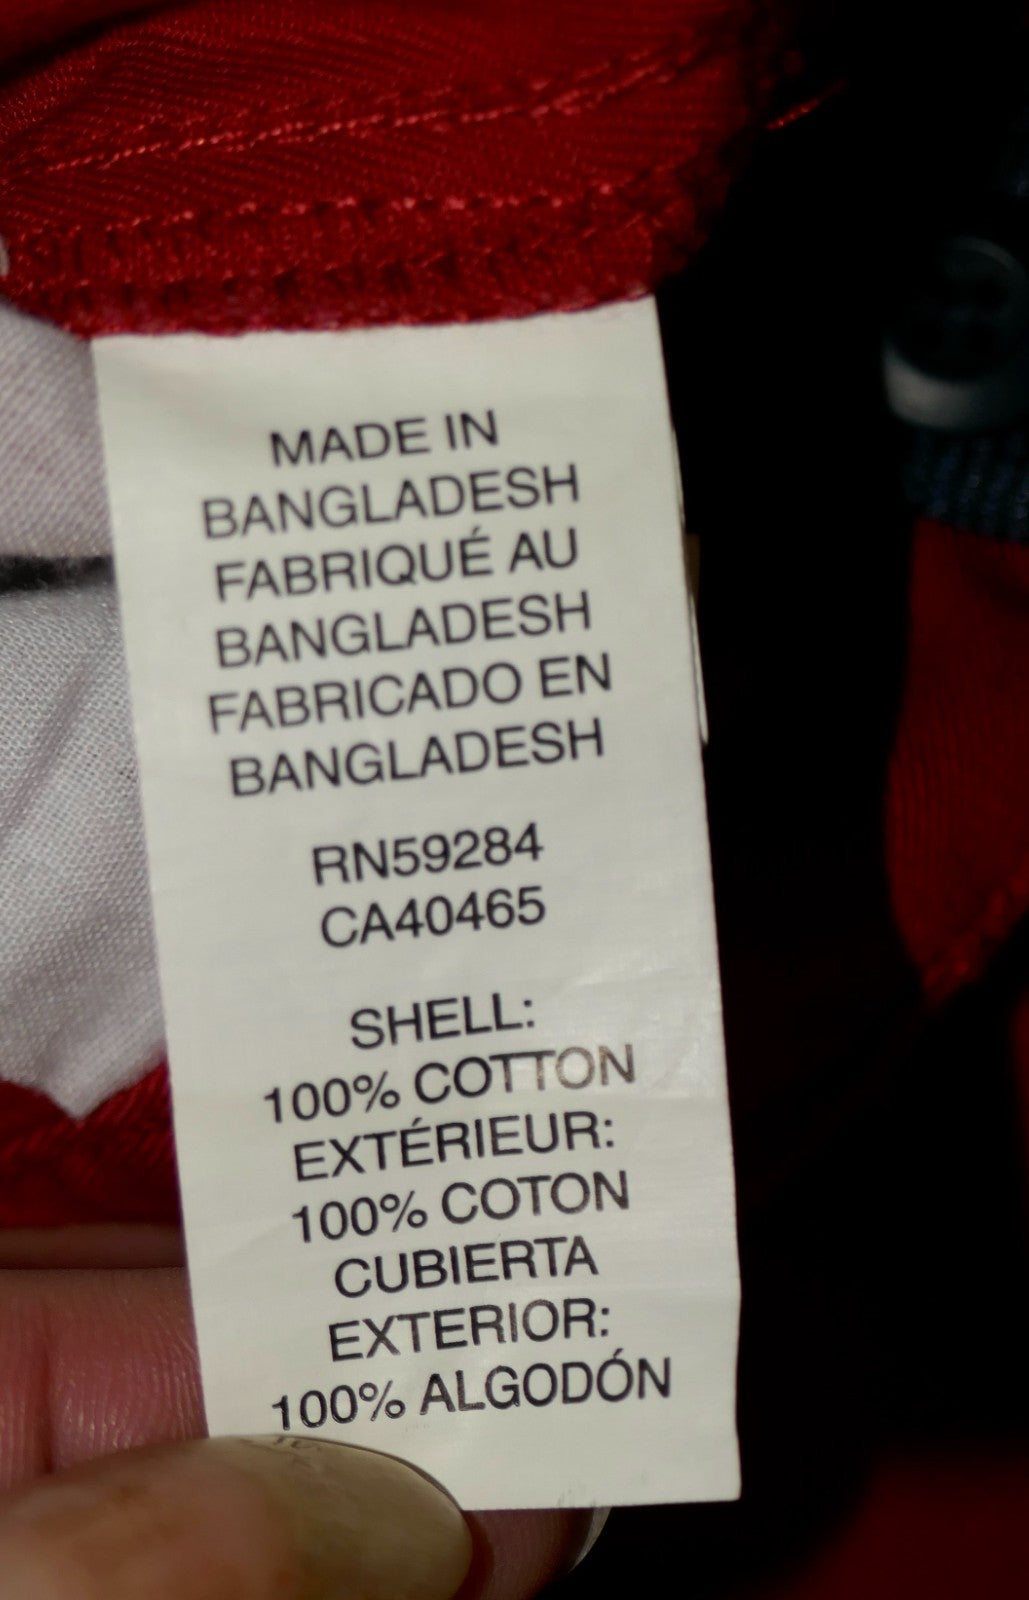 MADE IN
BANGLADESH
FABRIQUÉ AU
BANGLADESH
FABRICADO EN
BANGLADESH
RN59284
CA40465
SHELL:
100% COTTON
EXTÉRIEUR:
100% COTON
CUBIERTA
EXTERIOR:
100% ALGODÓN